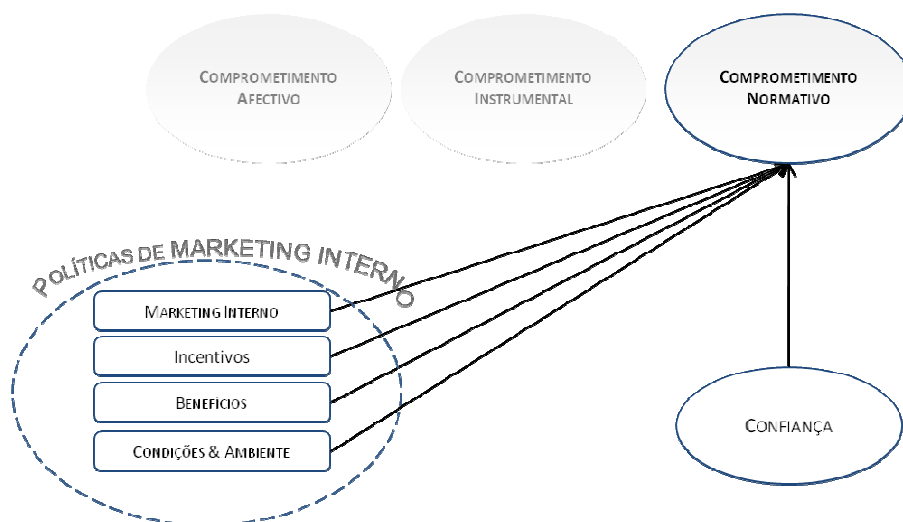 COMPROMETIMENTO
AFECTIVO
COMPROMETIMENTO
INSTRUMENTAL
COMPROMETIMENTO
NORMATIVO
POLÍTICAS DE MARKETING INTERNO
MARKETING INTERNO
Incentivos
BENEFÍCIOS
CONDIÇÕES & AMBIENTE
CONFIANÇA